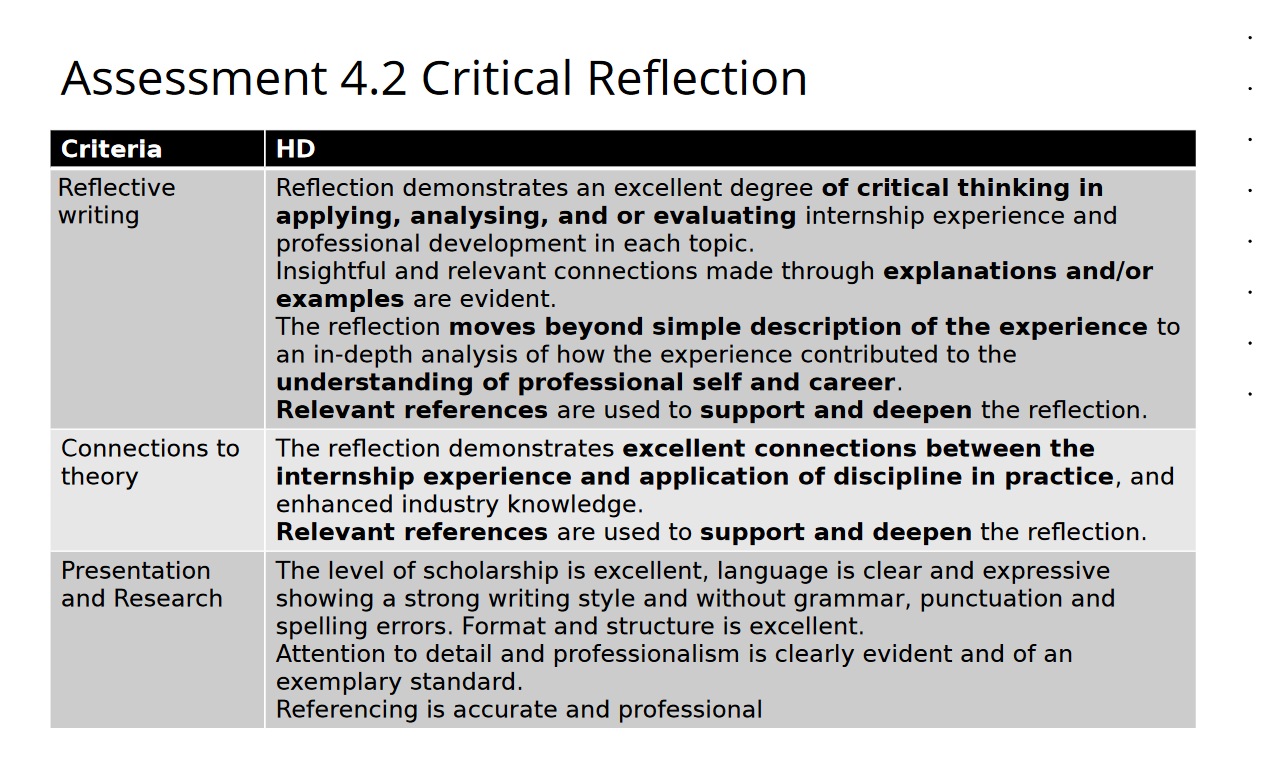 Assessment 4.2 Critical Reflection
Criteria
HD
Reflective
writing
Reflection demonstrates an excellent degree of critical thinking in
applying, analysing, and or evaluating internship experience and
professional development in each topic.
Insightful and relevant connections made through explanations and/or
examples are evident.
The reflection moves beyond simple description of the experience to
an in-depth analysis of how the experience contributed to the
understanding of professional self and career.
Relevant references are used to support and deepen the reflection.
Connections to
theory
The reflection demonstrates excellent connections between the
internship experience and application of discipline in practice, and
enhanced industry knowledge.
Relevant references are used to support and deepen the reflection.
Presentation
and Research
The level of scholarship is excellent, language is clear and expressive
showing a strong writing style and without grammar, punctuation and
spelling errors. Format and structure is excellent.
Attention to detail and professionalism is clearly evident and of an
exemplary standard.
Referencing is accurate and professional